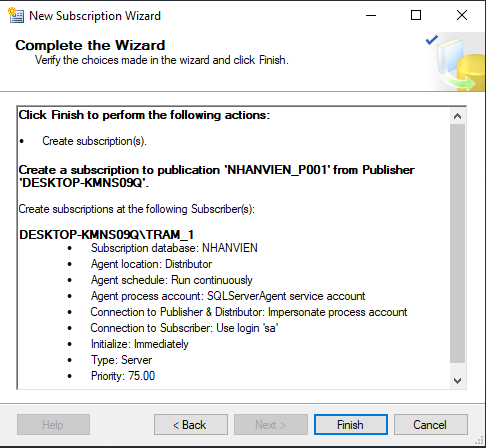 New Subscription Wizard
Complete the Wizard
Verify the choices made in the wizard and click Finish.
Click Finish to perform the following actions:
• Create subscription(s).
Create a subscription to publication 'NHANVIEN_P001' from Publisher
'DESKTOP-KMNS09Q'.
Create subscriptions at the following Subscriber(s):
DESKTOP-KMNS09Q\TRAM_1
• Subscription database: NHANVIEN
• Agent location: Distributor
• Agent schedule: Run continuously
• Agent process account: SQLServerAgent service account
• Connection to Publisher & Distributor: Impersonate process account
• Connection to Subscriber: Use login 'sa'
• Initialize: Immediately
• Type: Server
• Priority: 75.00
Help
< Back
Next >
Finish
Cancel